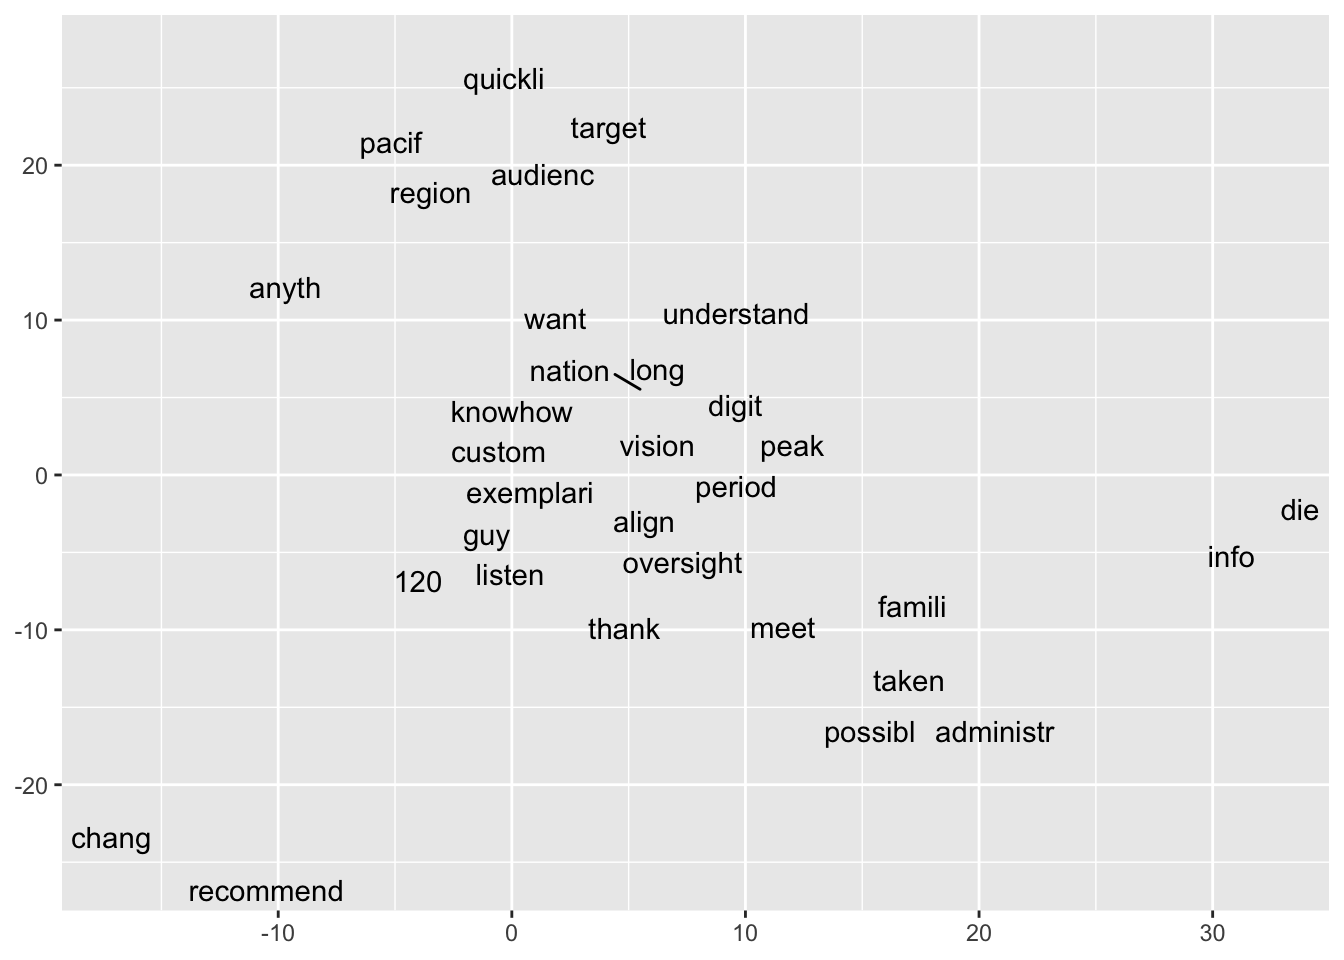 quickli
target
pacif
20
audienc
region
anyth
want
understand
10
nation
long
knowhow
digit
custom
vision
peak
0
exemplari
period
die
guy
align
info
120
listen
oversight
famili
thank
meet
-10
taken
possibl
administr
-20
chang
recommend
-10 0 10 20 30